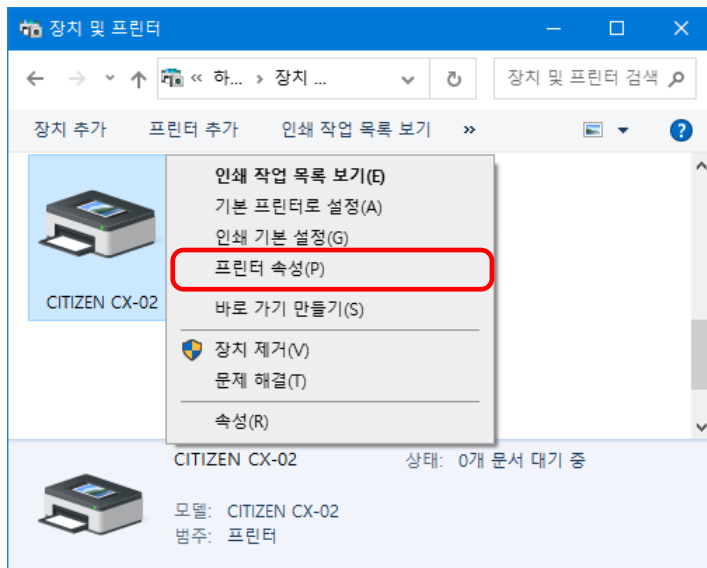 장치 및 프린터
« 하... › 장치 ...
장치 및 프린터 검색
장치 추가 프린터 추가 인쇄 작업 목록 보기 »
인쇄 작업 목록 보기(E)
기본 프린터로 설정(A)
인쇄 기본 설정(G)
프린터 속성(P)
CITIZEN CX-02
바로 가기 만들기(S)
장치 제거(V)
문제 해결(T)
속성(R)
CITIZEN CX-02 상태: 0개 문서 대기 중
모델: CITIZEN CX-02
범주: 프린터